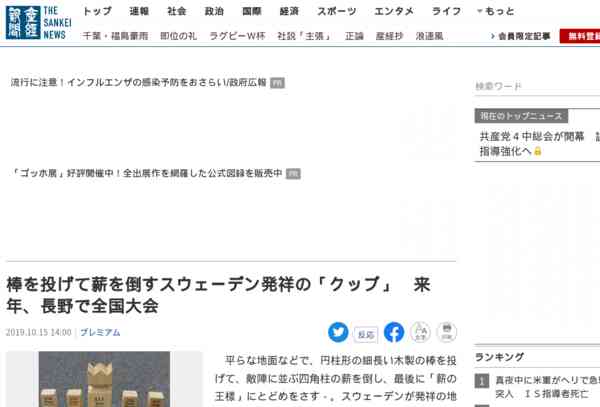 産經新聞
THE SANKEI NEWS
トップ 速報 社会 政治 国際 経済 スポーツ エンタメ ライフ もっと
千葉・福島豪雨 即位の礼 ラグビーW杯 社説「主張」 正論 産経抄 浪速風 会員限定記事 無料登録
流行に注意！インフルエンザの感染予防をおさらい/政府広報 PR
検索ワード
現在のトップニュース
共産党４中総会が開幕
指導強化へ
「ゴッホ展」好評開催中！全出展作を網羅した公式図録を販売中 PR
棒を投げて薪を倒すスウェーデン発祥の「クッブ」　来
年、長野で全国大会
2019.10.15 14:00 プレミアム
反応 文字 印刷
ランキング
平らな地面などで、円柱形の細長い木製の棒を投
げて、敵陣に並ぶ四角柱の薪を倒し、最後に「薪の
王様」にとどめをさす－。スウェーデンが発祥の地
1 真夜中に米軍がヘリで急
突入　ＩＳ指導者死亡